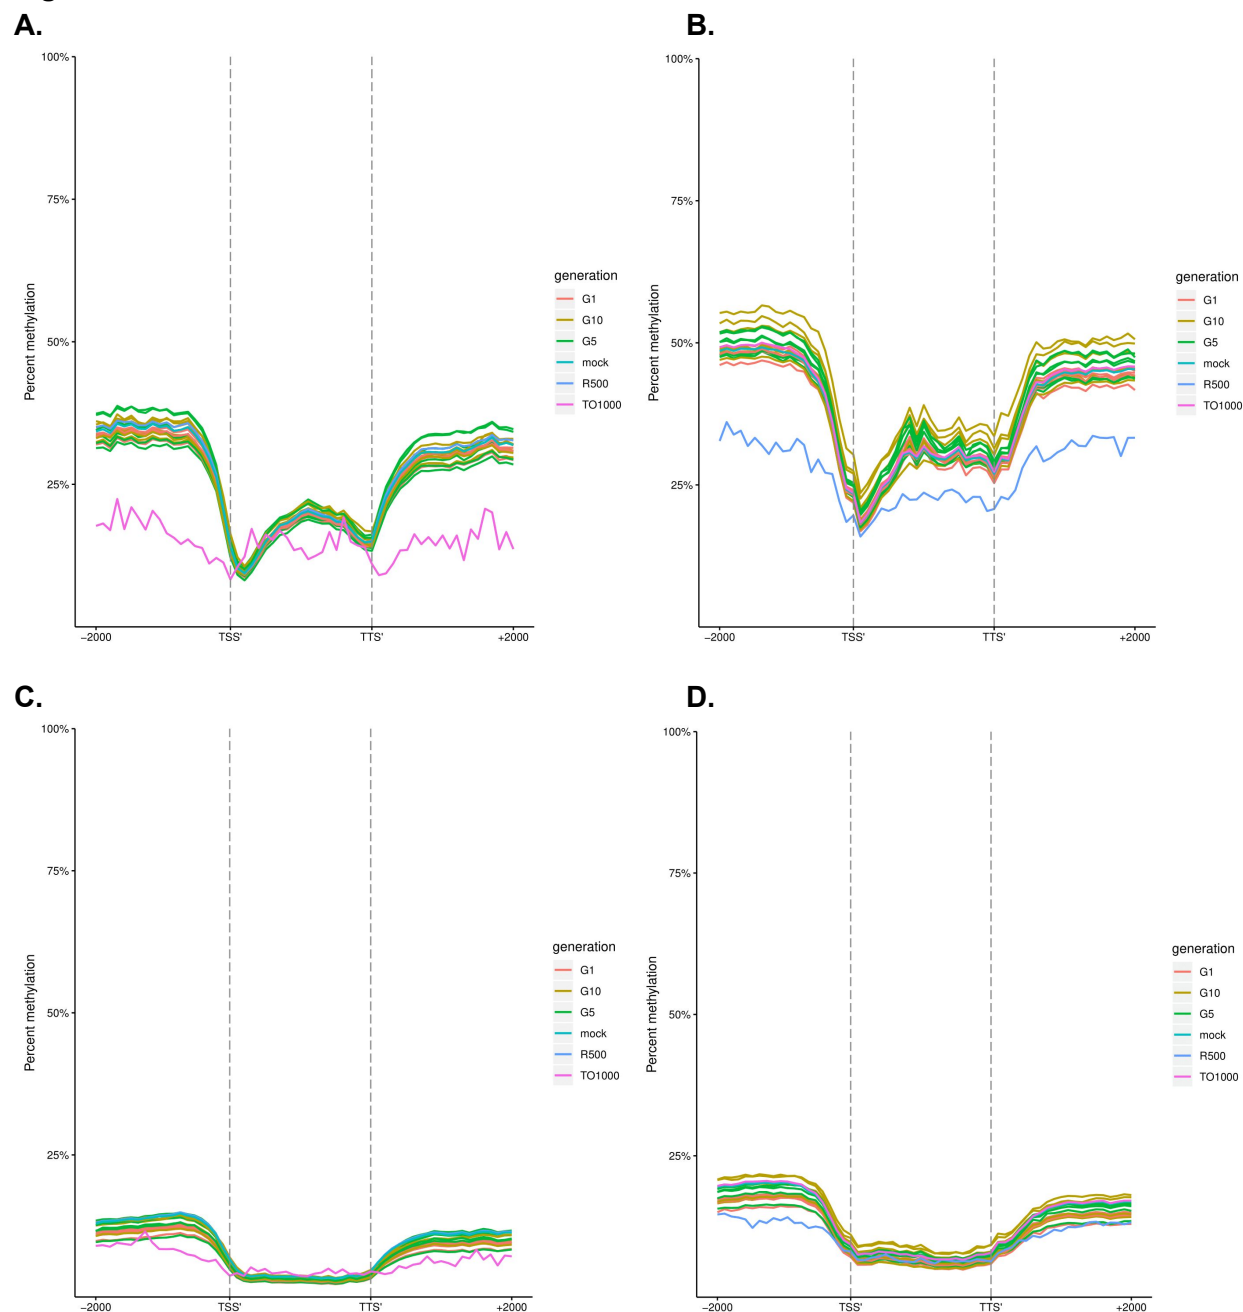 A.
100%
75%
50%
25%
Percent methylation
−2000
TSS'
TTS'
+2000
generation
G1
G10
G5
mock
R500
TO1000
B.
100%
75%
50%
25%
Percent methylation
−2000
TSS'
TTS'
+2000
generation
G1
G10
G5
mock
R500
TO1000
C.
100%
75%
50%
25%
Percent methylation
−2000
TSS'
TTS'
+2000
generation
G1
G10
G5
mock
R500
TO1000
D.
100%
75%
50%
25%
Percent methylation
−2000
TSS'
TTS'
+2000
generation
G1
G10
G5
mock
R500
TO1000